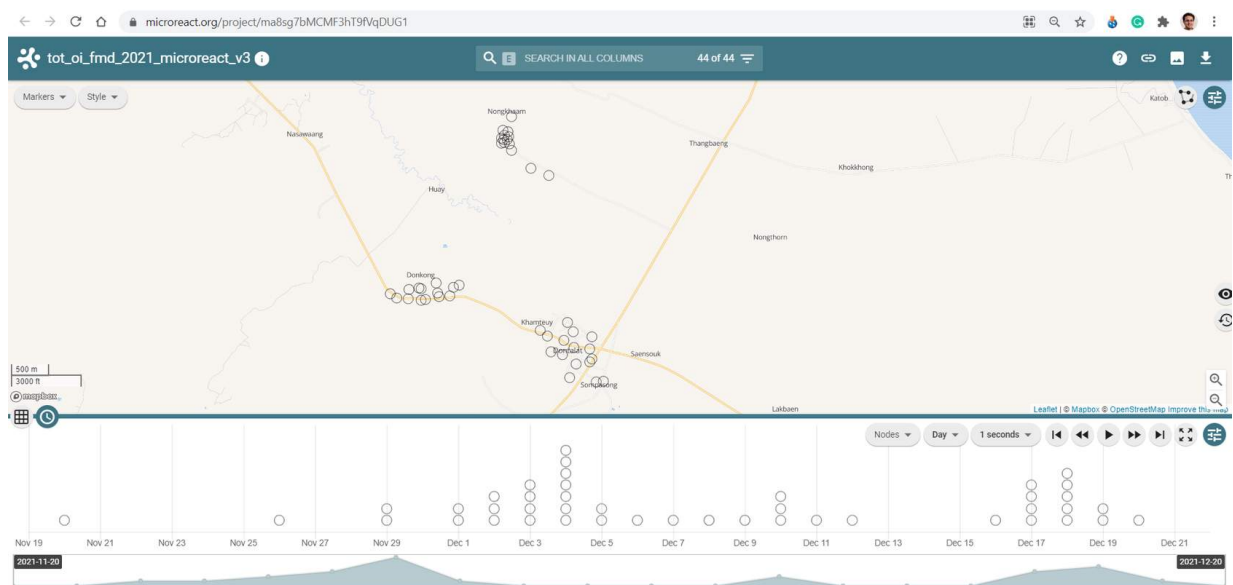 microreact.org/project/ma8sg7bMCMF3hT9fVqDUG1
tot_oi_fmd_2021_microreact_v3
E SEARCH IN ALL COLUMNS 44 of 44
Markers Style
Katob
Nongkhaam
Nasawaang
Thangbaeng
Khokkhong
Th
Huay
Nongthorn
Donkong
Khamteuy
Donpalat
Saensouk
500 m
3000 ft
Sompasong
mapbox
Lakbaen
Leaflet | © Mapbox © OpenStreetMap Improve this map
Nodes Day 1 seconds
Nov 19 Nov 21 Nov 23 Nov 25 Nov 27 Nov 29 Dec 1 Dec 3 Dec 5 Dec 7 Dec 9 Dec 11 Dec 13 Dec 15 Dec 17 Dec 19 Dec 21
2021-11-20 2021-12-20